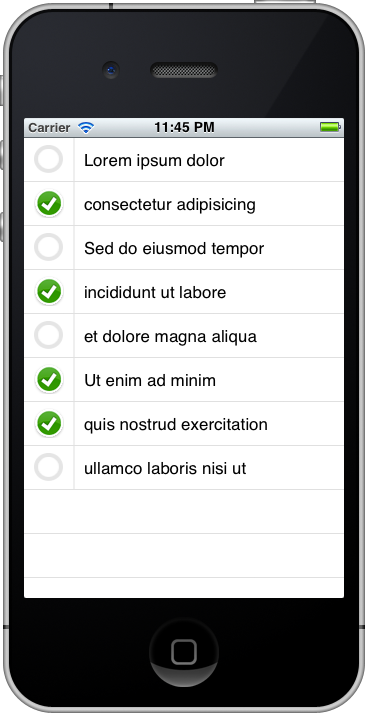 Carrier 11:45 PM
Lorem ipsum dolor
consectetur adipisicing
Sed do eiusmod tempor
incididunt ut labore
et dolore magna aliqua
Ut enim ad minim
quis nostrud exercitation
ullamco laboris nisi ut